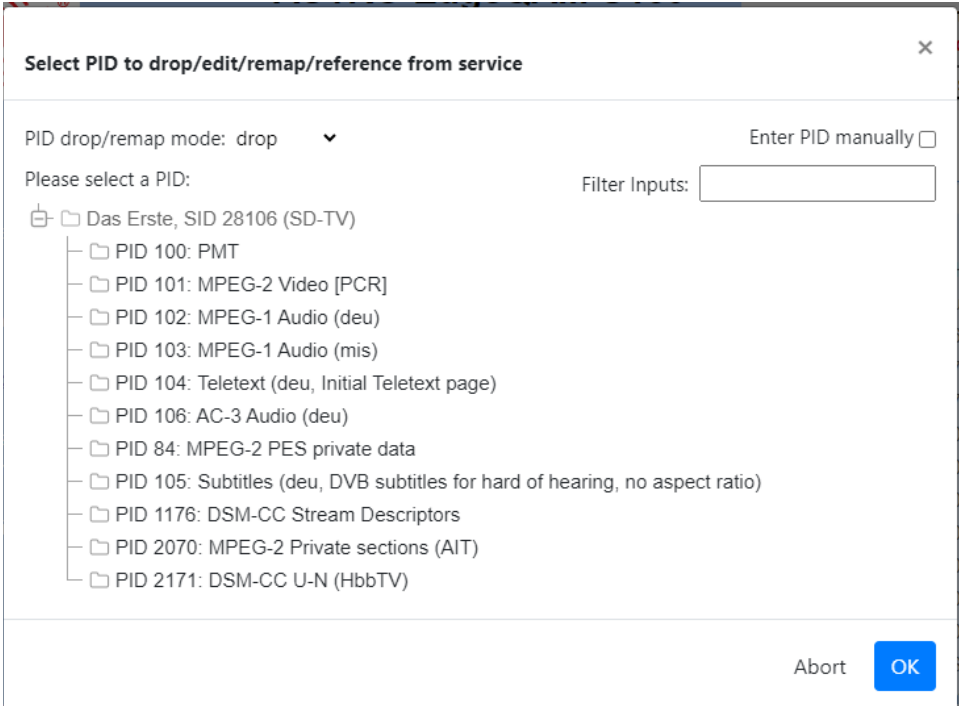 Select PID to drop/edit/remap/reference from service
×
PID drop/remap mode: drop
Enter PID manually
Please select a PID:
Filter Inputs:
Das Erste, SID 28106 (SD-TV)
PID 100: PMT
PID 101: MPEG-2 Video [PCR]
PID 102: MPEG-1 Audio (deu)
PID 103: MPEG-1 Audio (mis)
PID 104: Teletext (deu, Initial Teletext page)
PID 106: AC-3 Audio (deu)
PID 84: MPEG-2 PES private data
PID 105: Subtitles (deu, DVB subtitles for hard of hearing, no aspect ratio)
PID 1176: DSM-CC Stream Descriptors
PID 2070: MPEG-2 Private sections (AIT)
PID 2171: DSM-CC U-N (HbbTV)
Abort
OK